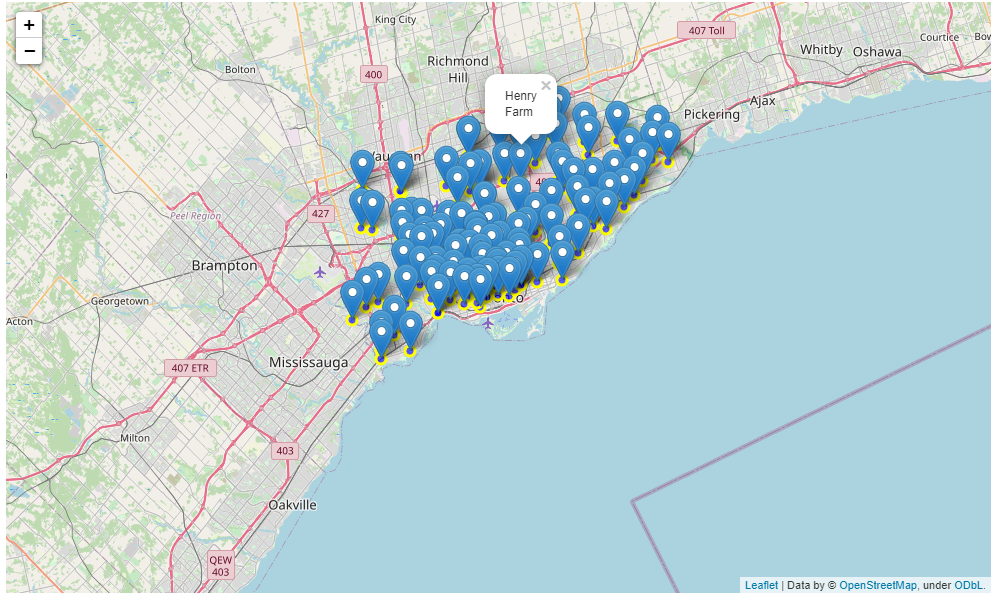 +
−
King City
407 Toll
Courtice
Whitby
Oshawa
Richmond
Hill
Bolton
400
×
Henry
Farm
Ajax
Pickering
Peel Region
427
Brampton
Georgetown
Acton
Mississauga
407 ETR
Milton
403
Oakville
QEW
403
Leaflet | Data by © OpenStreetMap, under ODbL.